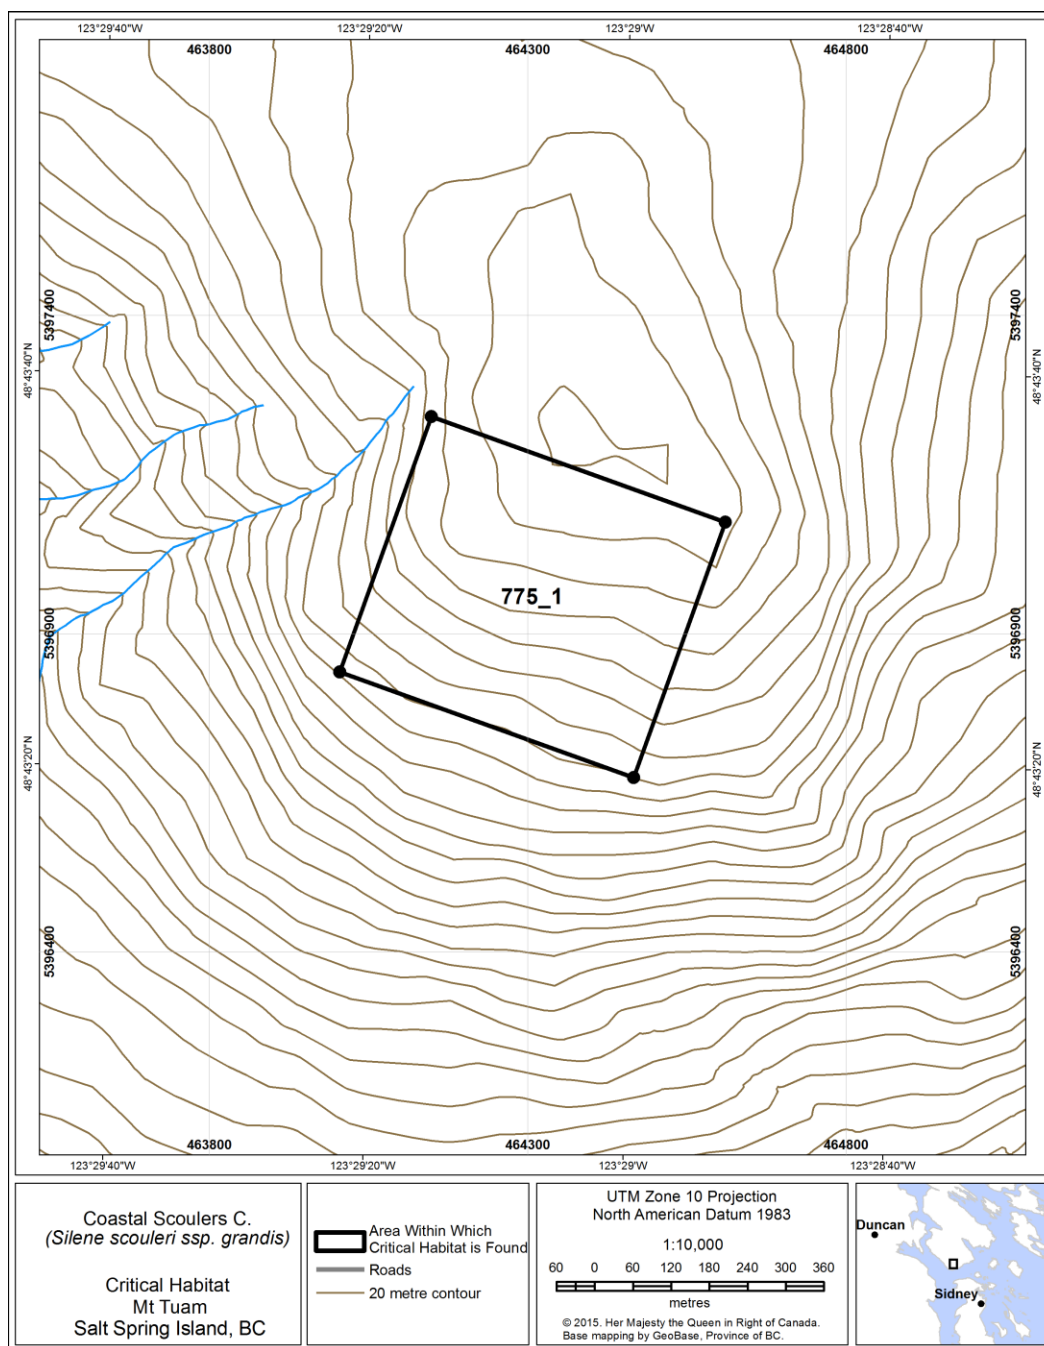 123°29'40"W 123°29'20"W 123°29'W 123°28'40"W
463800 464300 464800
5397400 5397400
48°43'40"N 48°43'40"N
775_1
5396900 5396900
48°43'20"N 48°43'20"N
5396400 5396400
463800 464300 464800
123°29'40"W 123°29'20"W 123°29'W 123°28'40"W
Coastal Scoulers C.
(Silene scouleri ssp. grandis)
Critical Habitat
Mt Tuam
Salt Spring Island, BC
Area Within Which
Critical Habitat is Found
Roads
20 metre contour
UTM Zone 10 Projection
North American Datum 1983
1:10,000
60 0 60 120 180 240 300 360
metres
© 2015. Her Majesty the Queen in Right of Canada.
Base mapping by GeoBase, Province of BC.
Duncan
Sidney